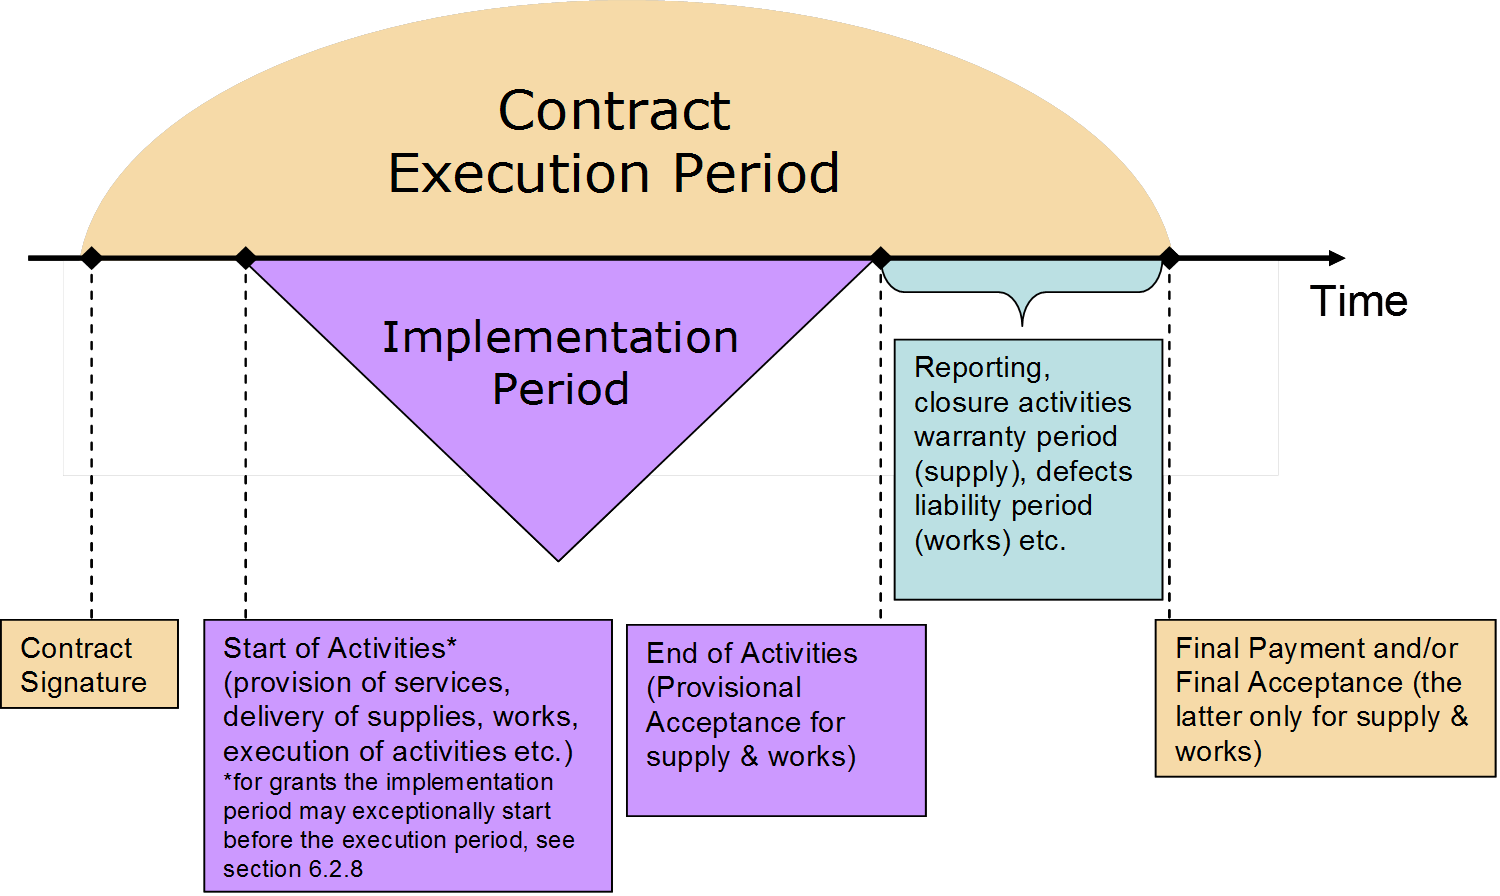 Contract
Execution Period
Time
Implementation
Period
Reporting,
closure activities
warranty period
(supply), defects
liability period
(works) etc.
Contract
Signature
Start of Activities*
(provision of services,
delivery of supplies, works,
execution of activities etc.)
*for grants the implementation
period may exceptionally start
before the execution period, see
section 6.2.8
End of Activities
(Provisional
Acceptance for
supply & works)
Final Payment and/or
Final Acceptance (the
latter only for supply &
works)